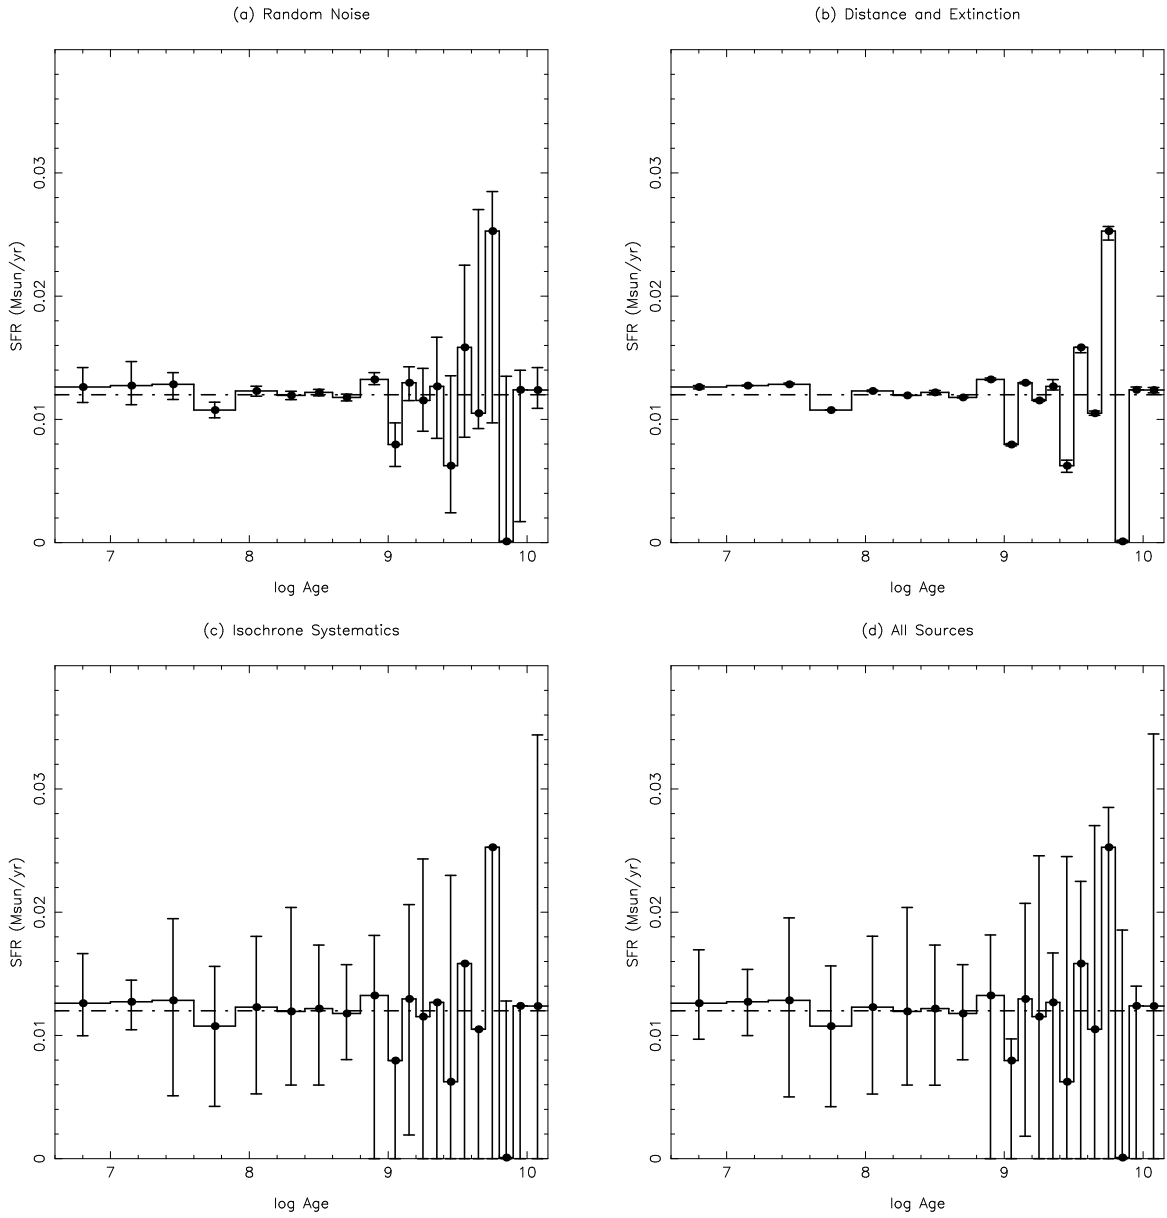 (a) Random Noise
(b) Distance and Extinction
SFR (Msun/yr)
0.03
0.02
0.01
0
7 8 9 10
log Age
SFR (Msun/yr)
0.03
0.02
0.01
0
7 8 9 10
log Age
(c) Isochrone Systematics
(d) All Sources
SFR (Msun/yr)
0.03
0.02
0.01
0
7 8 9 10
log Age
SFR (Msun/yr)
0.03
0.02
0.01
0
7 8 9 10
log Age